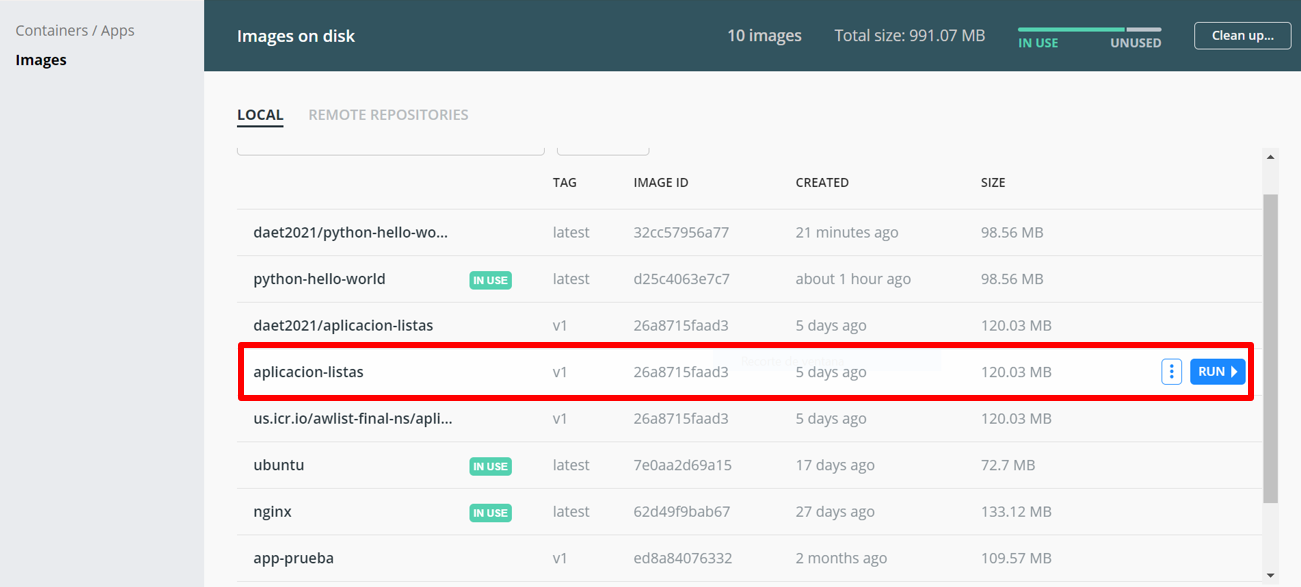 Containers / Apps
Images
Images on disk
10 images
Total size: 991.07 MB
IN USE
UNUSED
Clean up...
LOCAL
REMOTE REPOSITORIES
TAG IMAGE ID CREATED SIZE
daet2021/python-hello-wo... latest 32cc57956a77 21 minutes ago 98.56 MB
python-hello-world IN USE latest d25c4063e7c7 about 1 hour ago 98.56 MB
daet2021/aplicacion-listas v1 26a8715faad3 5 days ago 120.03 MB
aplicacion-listas v1 26a8715faad3 5 days ago 120.03 MB RUN
us.icr.io/awlist-final-ns/apli... v1 26a8715faad3 5 days ago 120.03 MB
ubuntu IN USE latest 7e0aa2d69a15 17 days ago 72.7 MB
nginx IN USE latest 62d49f9bab67 27 days ago 133.12 MB
app-prueba v1 ed8a84076332 2 months ago 109.57 MB